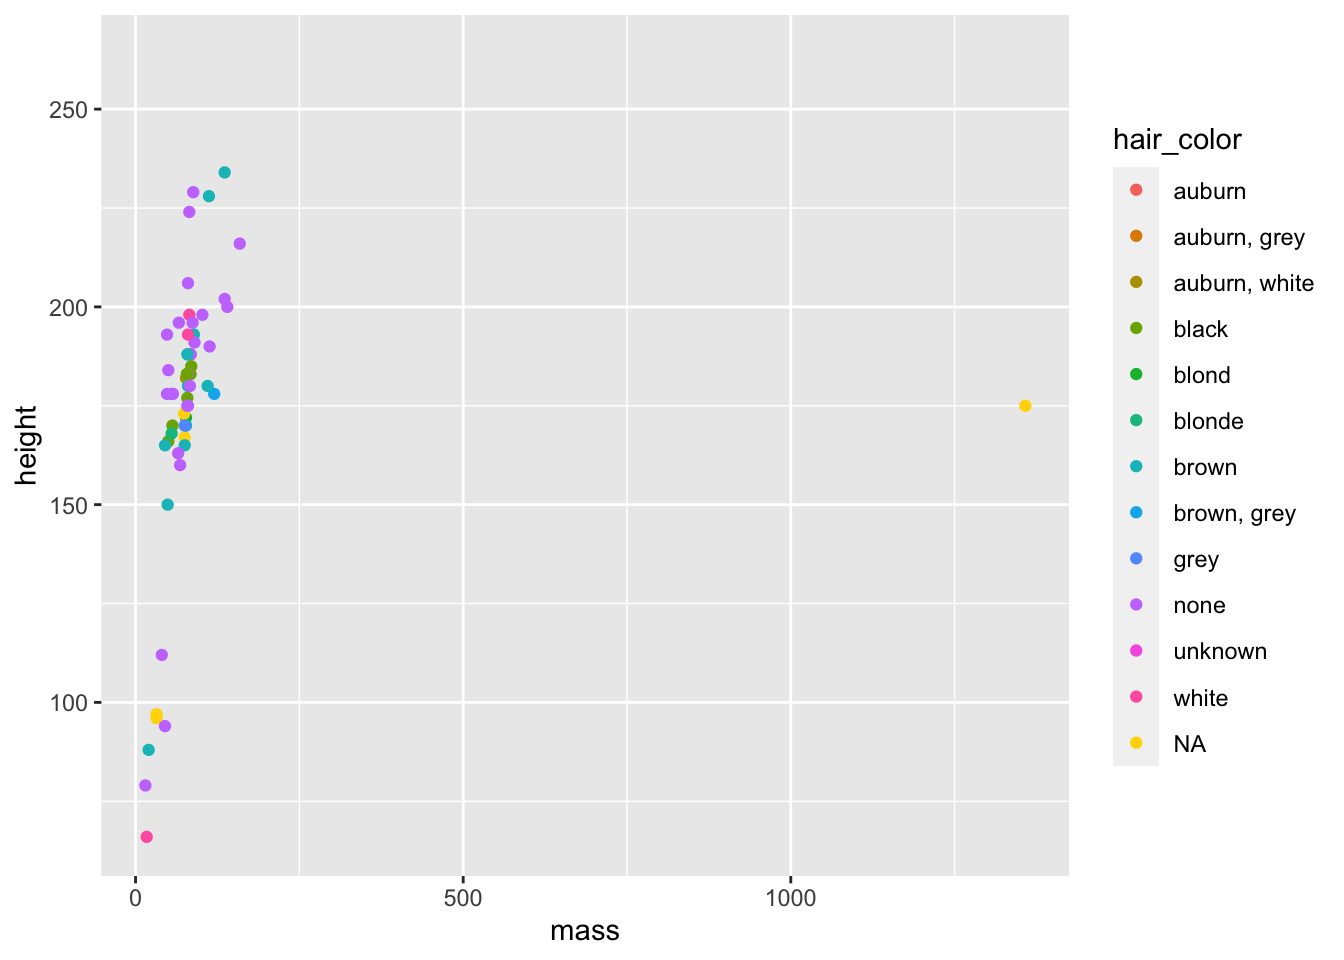 250
200
150
100
height
0
500
1000
mass
hair_color
auburn
auburn, grey
auburn, white
black
blond
blonde
brown
brown, grey
grey
none
unknown
white
NA